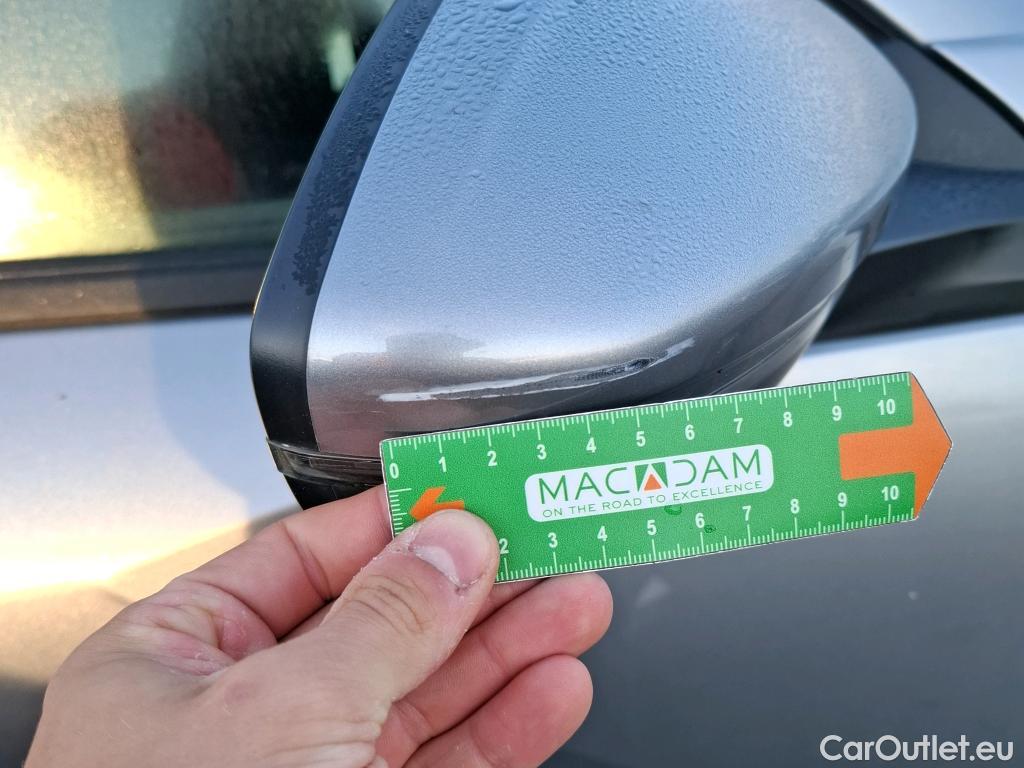 0 1 2 3 4 5 6 7 8 9 10
MACADAM
ON THE ROAD TO EXCELLENCE
2 3 4 5 6 7 8 9 10
CarOutlet.eu